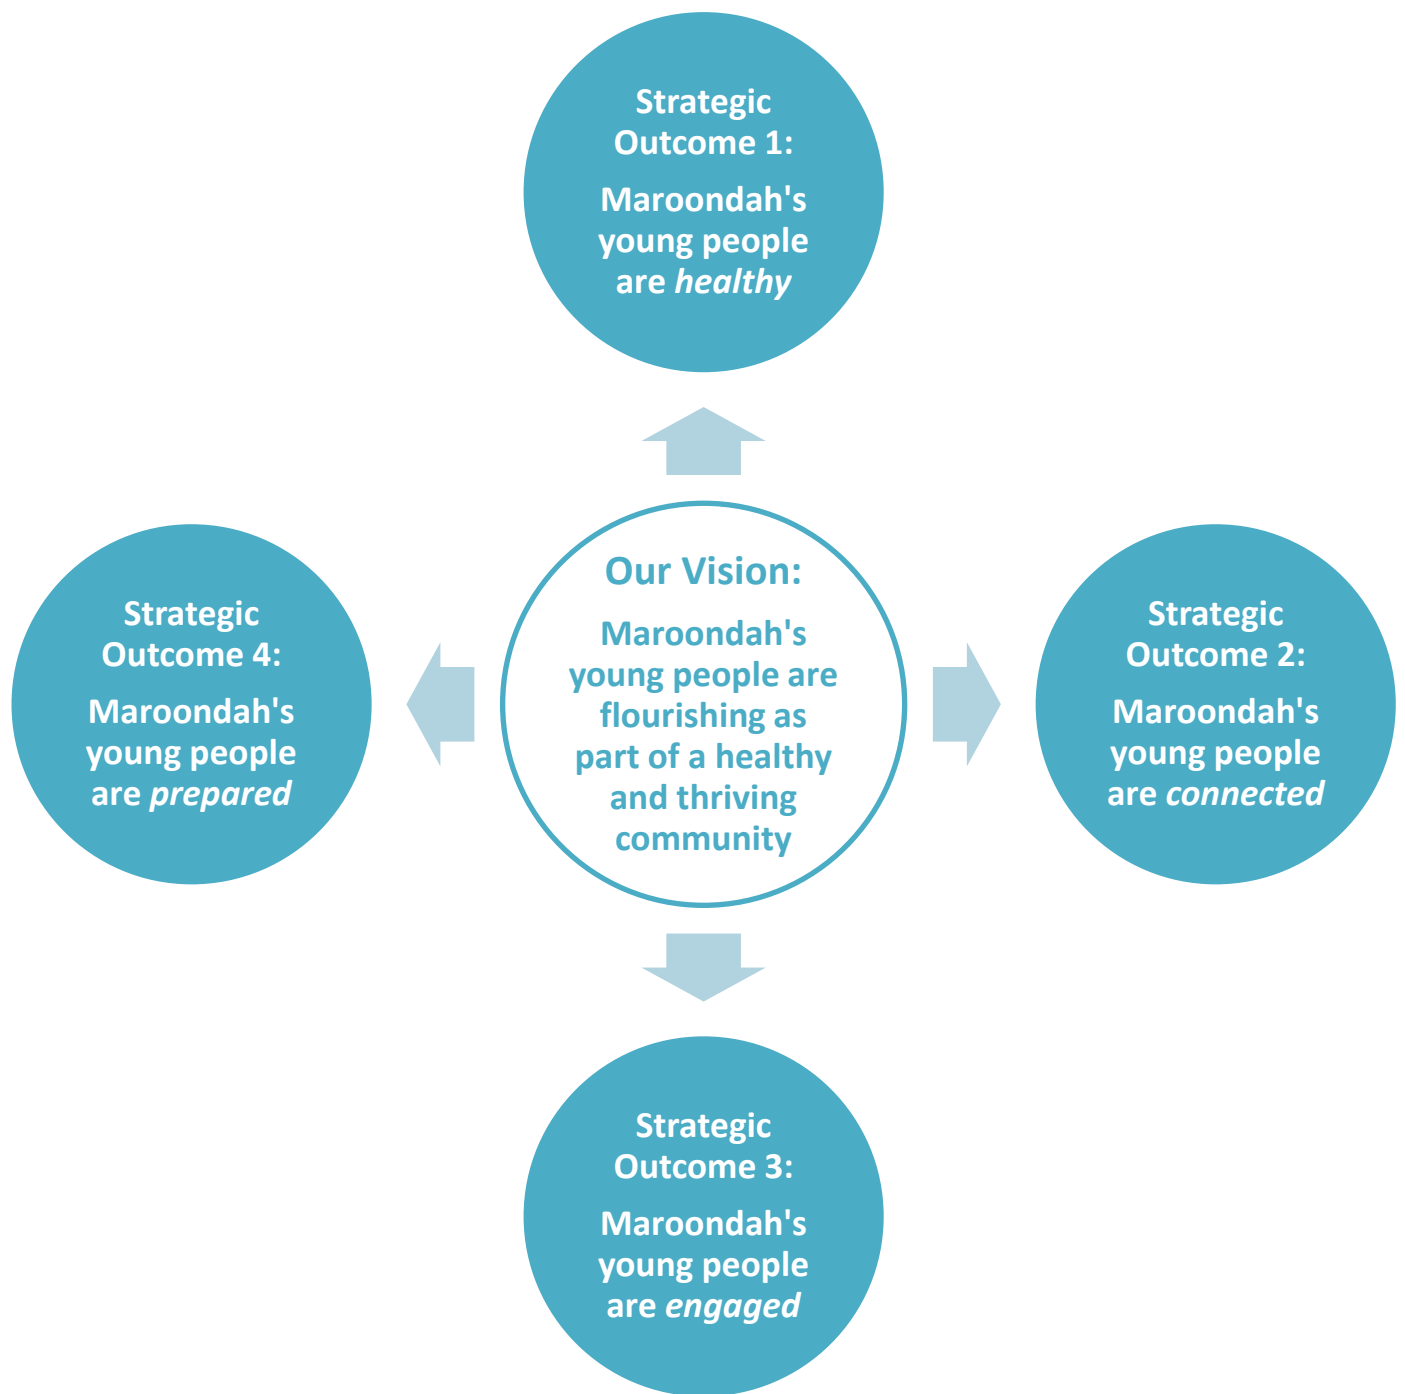 Strategic
Outcome 1:
Maroondah's
young people
are healthy
Our Vision:
Maroondah's
young people are
flourishing as
part of a healthy
and thriving
community
Strategic
Outcome 2:
Maroondah's
young people
are connected
Strategic
Outcome 3:
Maroondah's
young people
are engaged
Strategic
Outcome 4:
Maroondah's
young people
are prepared